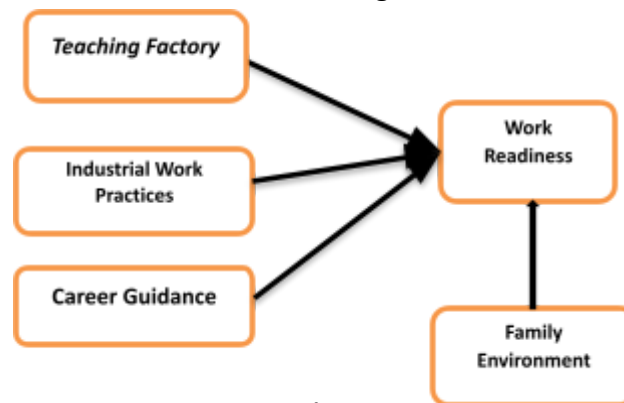 Teaching Factory
Work
Readiness
Industrial Work
Practices
Career Guidance
Family
Environment